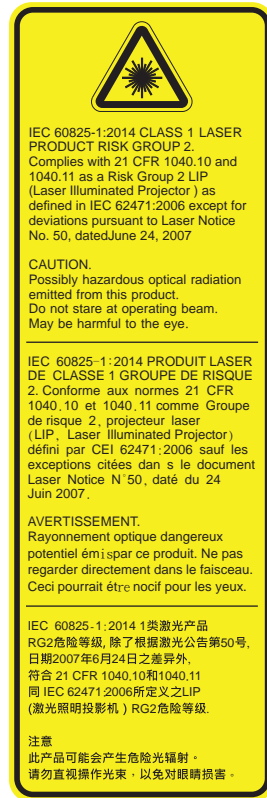 IEC 60825-1:2014 CLASS 1 LASER
PRODUCT RISK GROUP 2.
Complies with 21 CFR 1040.10 and
1040.11 as a Risk Group 2 LIP
(Laser Illuminated Projector ) as
defined in IEC 62471:2006 except for
deviations pursuant to Laser Notice
No. 50, datedJune 24, 2007
CAUTION.
Possibly hazardous optical radiation
emitted from this product.
Do not stare at operating beam.
May be harmful to the eye.
IEC 60825-1:2014 PRODUIT LASER
DE CLASSE 1 GROUPE DE RISQUE
2. Conforme aux normes 21 CFR
1040.10 et 1040.11 comme Groupe
de risque 2, projecteur laser
(LIP, Laser Illuminated Projector)
défini par CEI 62471:2006 sauf les
exceptions citées dan s le document
Laser Notice N°50, daté du 24
Juin 2007.
AVERTISSEMENT.
Rayonnement optique dangereux
potentiel émispar ce produit. Ne pas
regarder directement dans le faisceau.
Ceci pourrait être nocif pour les yeux.
IEC 60825-1:2014 1类激光产品
RG2危险等级, 除了根据激光公告第50号,
日期2007年6月24日之差异外,
符合 21 CFR 1040.10和1040.11
同 IEC 62471:2006所定义之LIP
(激光照明投影机 ) RG2危险等级.
注意
此产品可能会产生危险光辐射。
请勿直视操作光束，以免对眼睛损害。